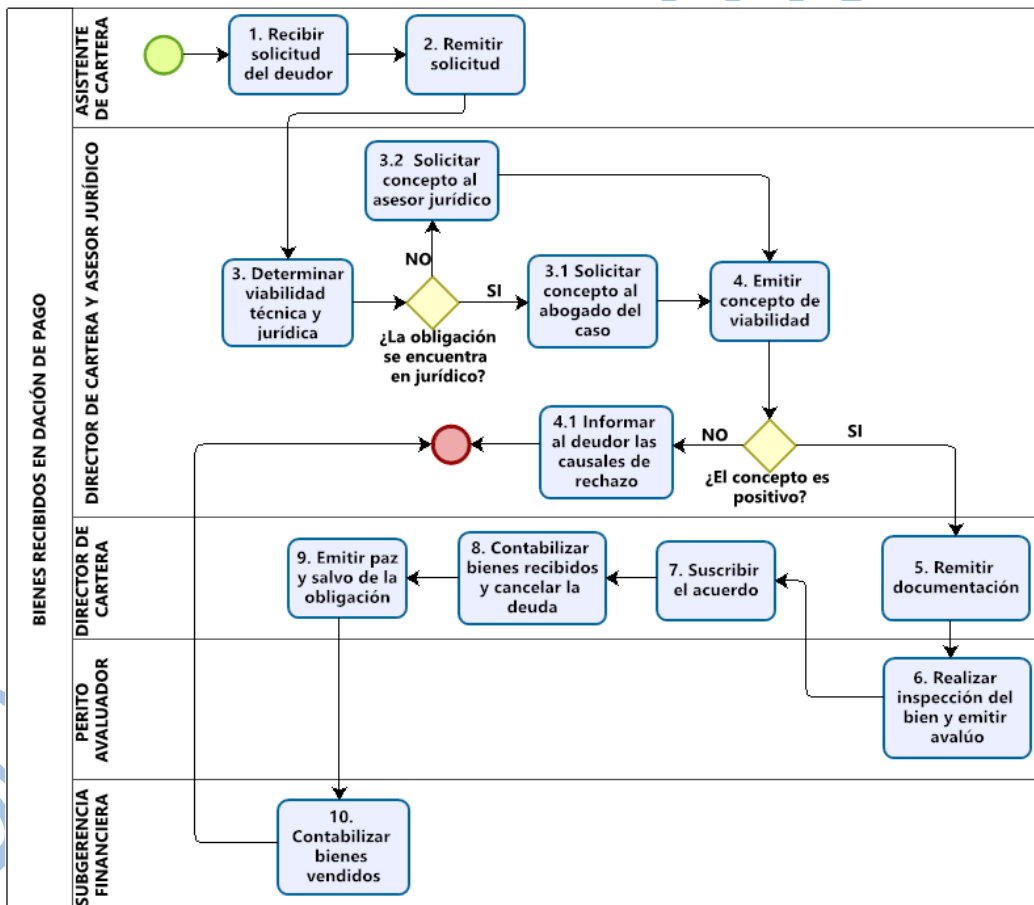 BIENES RECIBIDOS EN DACIÓN DE PAGO
ASISTENTE
DE CARTERA
1. Recibir
solicitud
del deudor
2. Remitir
solicitud
DIRECTOR DE CARTERA Y ASESOR JURÍDICO
3.2 Solicitar
concepto al
asesor jurídico
3. Determinar
viabilidad
técnica y
jurídica
NO
SI
¿La obligación
se encuentra
en jurídico?
3.1 Solicitar
concepto al
abogado del
caso
4. Emitir
concepto de
viabilidad
4.1 Informar
al deudor las
causales de
rechazo
NO
SI
¿El concepto es
positivo?
DIRECTOR DE
CARTERA
9. Emitir paz
y salvo de la
obligación
8. Contabilizar
bienes recibidos
y cancelar la
deuda
7. Suscribir
el acuerdo
5. Remitir
documentación
PERITO
AVALUADOR
6. Realizar
inspección del
bien y emitir
avalúo
SUBGERENCIA
FINANCIERA
10.
Contabilizar
bienes
vendidos